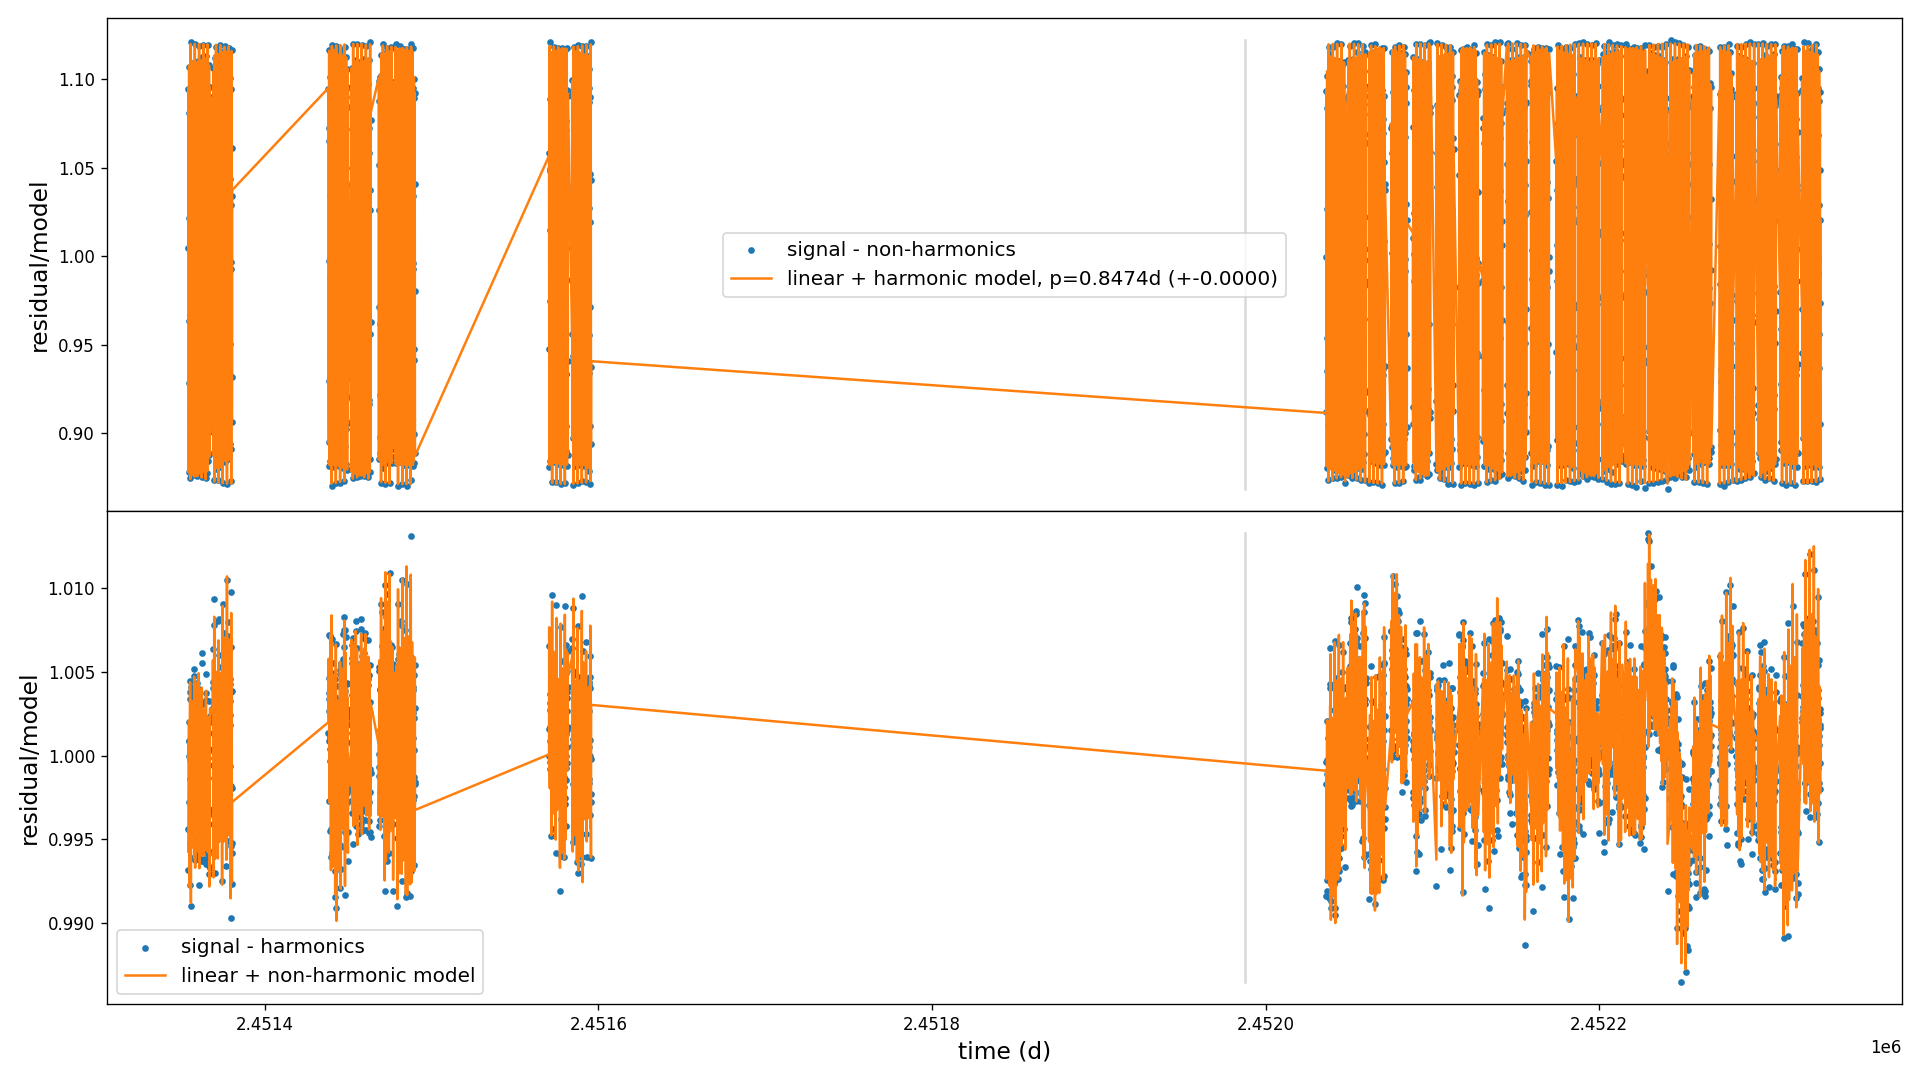 1.10
1.05
1.00
0.95
0.90
residual/model
signal - non-harmonics
linear + harmonic model, p=0.8474d (+-0.0000)
1.010
1.005
1.000
0.995
0.990
residual/model
signal - harmonics
linear + non-harmonic model
2.4514
2.4516
2.4518
2.4520
2.4522
1e6
time (d)